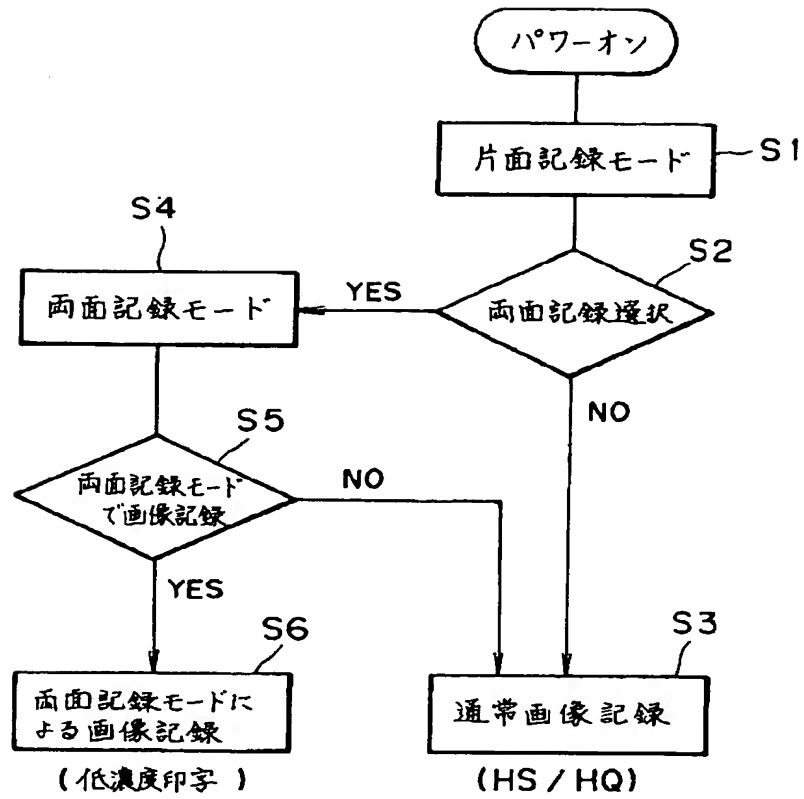 パワーオン
片面記録モード
S1
S2
両面記録選択
YES
NO
S4
両面記録モード
S5
両面記録モード
で画像記録
NO
YES
S6
両面記録モードに
よる画像記録
(低濃度印字)
S3
通常画像記録
(HS/HQ)